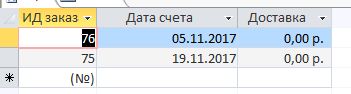 ИД заказ Дата счета Доставка
76 05.11.2017 0,00 р.
75 19.11.2017 0,00 р.
(№)